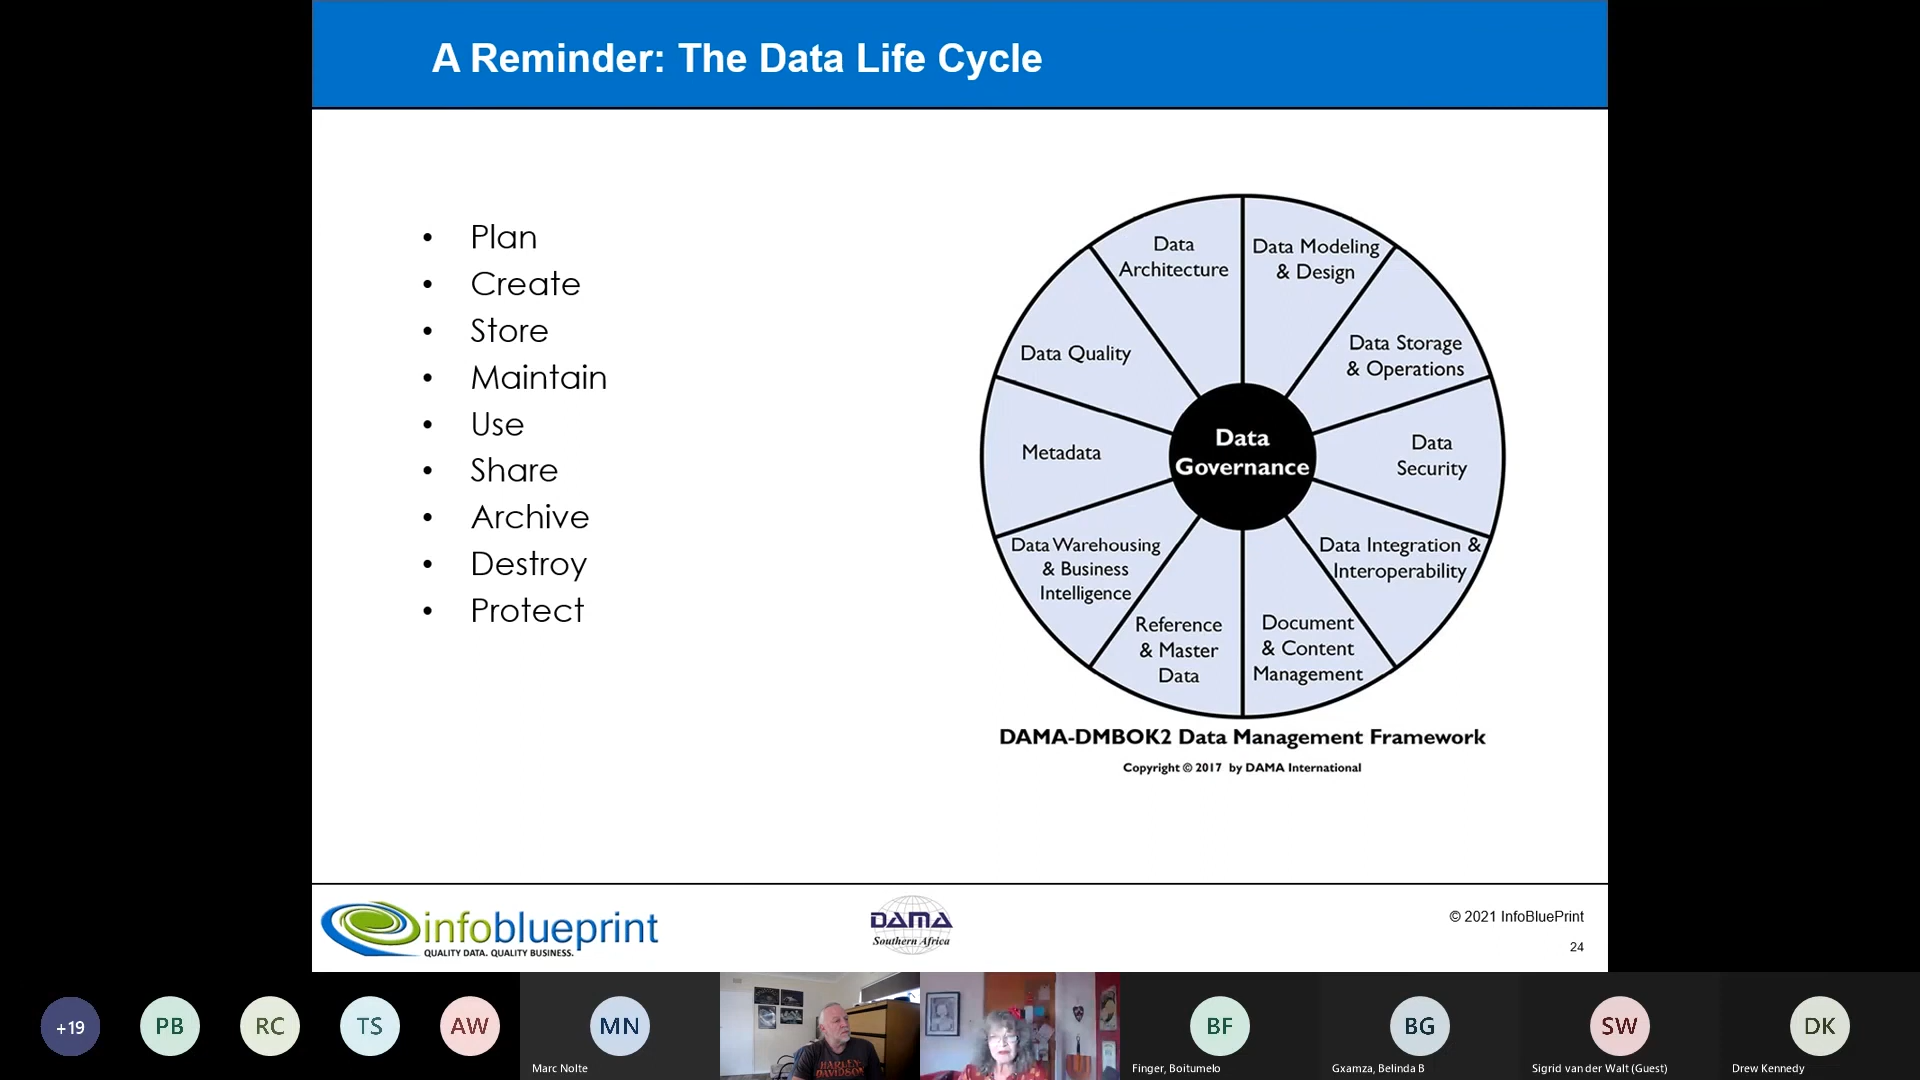 A Reminder: The Data Life Cycle
• Plan
• Create
• Store
• Maintain
• Use
• Share
• Archive
• Destroy
• Protect
Data
Architecture
Data Modeling
& Design
Data Quality
Data Storage
& Operations
Metadata
Data
Governance
Data
Security
Data Warehousing
& Business
Intelligence
Data Integration &
Interoperability
Reference
& Master
Data
Document
& Content
Management
DAMA-DMBOK2 Data Management Framework
Copyright © 2017 by DAMA International
infoblueprint
QUALITY DATA. QUALITY BUSINESS.
DAMA
Southern Africa
© 2021 InfoBluePrint
24
+19
PB
RC
TS
AW
MN
Marc Nolte
HARLEY
DAVIDSON
BF
Finger, Boitumelo
BG
Gxamza, Belinda B
SW
Sigrid van der Walt (Guest)
DK
Drew Kennedy